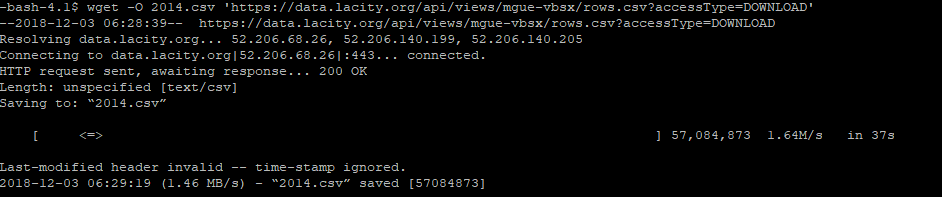 -bash-4.1$ wget -O 2014.csv 'https://data.lacity.org/api/views/mgue-vbsx/rows.csv?accessType=DOWNLOAD'
--2018-12-03 06:28:39-- https://data.lacity.org/api/views/mgue-vbsx/rows.csv?accessType=DOWNLOAD
Resolving data.lacity.org... 52.206.68.26, 52.206.140.199, 52.206.140.205
Connecting to data.lacity.org|52.206.68.26|:443... connected.
HTTP request sent, awaiting response... 200 OK
Length: unspecified [text/csv]
Saving to: “2014.csv”
[ <=> ] 57,084,873 1.64M/s in 37s
Last-modified header invalid -- time-stamp ignored.
2018-12-03 06:29:19 (1.46 MB/s) - “2014.csv” saved [57084873]